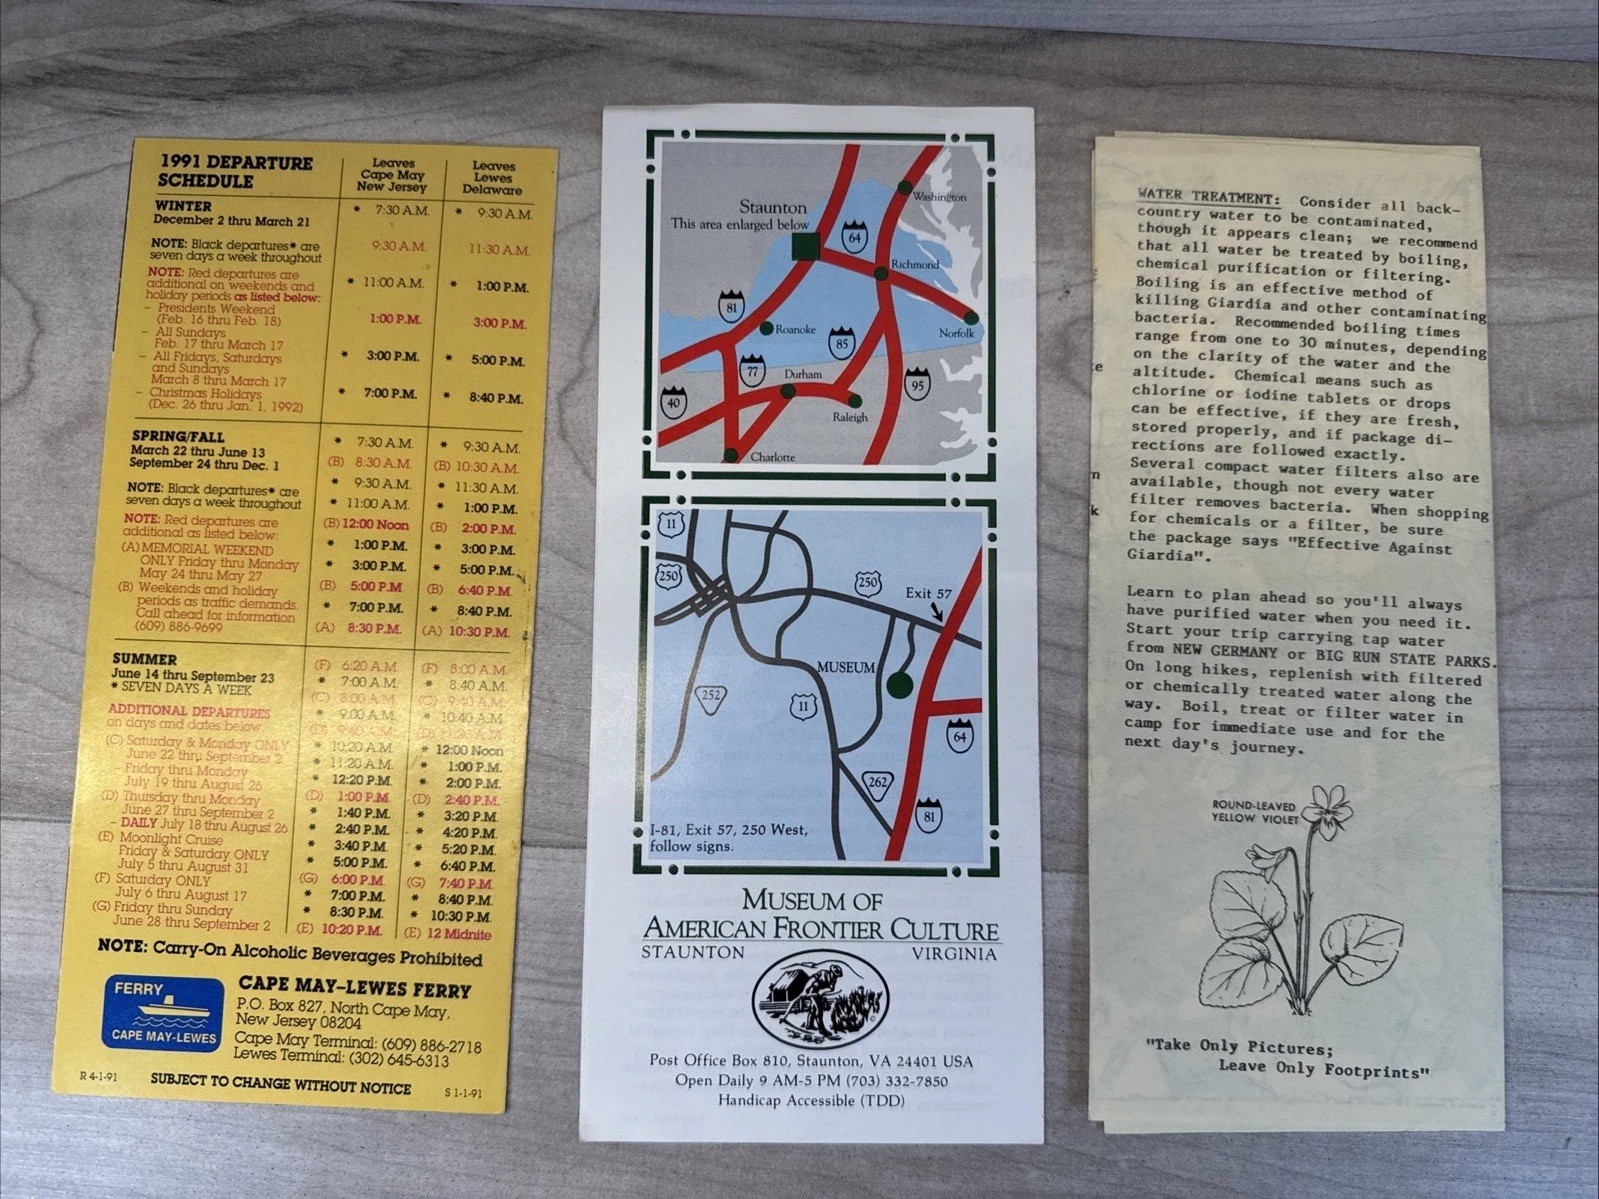 1991 DEPARTURE SCHEDULE
Leaves Cape May New Jersey
Leaves Lewes Delaware
WINTER
December 2 thru March 21
NOTE: Black departures* are
seven days a week throughout
NOTE: Red departures are
additional on weekends and
holiday periods as listed below:
– Presidents Weekend
(Feb. 16 thru Feb. 18)
– All Sundays
Feb. 17 thru March 17
– All Fridays, Saturdays
and Sundays
March 8 thru March 17
– Christmas Holidays
(Dec. 26 thru Jan. 1, 1992)
* 7:30 A.M. * 9:30 A.M.
9:30 A.M. 11:30 A.M.
* 11:00 A.M. * 1:00 P.M.
1:00 P.M. 3:00 P.M.
* 3:00 P.M. * 5:00 P.M.
* 7:00 P.M. * 8:40 P.M.
SPRING/FALL
March 22 thru June 13
September 24 thru Dec. 1
NOTE: Black departures* are
seven days a week throughout
NOTE: Red departures are
additional as listed below:
(A) MEMORIAL WEEKEND
ONLY Friday thru Monday
May 24 thru May 27
(B) Weekends and holiday
periods as traffic demands.
Call ahead for information
(609) 886-9699
* 7:30 A.M. * 9:30 A.M.
(B) 8:30 A.M. (B) 10:30 A.M.
* 9:30 A.M. * 11:30 A.M.
* 11:00 A.M. * 1:00 P.M.
(B) 12:00 Noon (B) 2:00 P.M.
* 1:00 P.M. * 3:00 P.M.
* 3:00 P.M. * 5:00 P.M.
(B) 5:00 P.M. (B) 6:40 P.M.
* 7:00 P.M. * 8:40 P.M.
(A) 8:30 P.M. (A) 10:30 P.M.
SUMMER
June 14 thru September 23
* SEVEN DAYS A WEEK
ADDITIONAL DEPARTURES
on days and dates below
(C) Saturday & Monday ONLY
June 22 thru September 2
– Friday thru Monday
July 19 thru August 26
(D) Thursday thru Monday
June 27 thru September 2
– DAILY July 18 thru August 26
(E) Moonlight Cruise
Friday & Saturday ONLY
July 5 thru August 31
(F) Saturday ONLY
July 6 thru August 17
(G) Friday thru Sunday
June 28 thru September 2
(F) 6:20 A.M. (F) 8:00 A.M.
* 7:00 A.M. * 8:40 A.M.
(C) 8:00 A.M. (C) 9:40 A.M.
* 9:00 A.M. * 10:40 A.M.
(D) 9:40 A.M.
* 10:20 A.M. * 12:00 Noon
* 11:20 A.M. * 1:00 P.M.
* 12:20 P.M. * 2:00 P.M.
(D) 1:00 P.M. (D) 2:40 P.M.
* 1:40 P.M. * 3:20 P.M.
* 2:40 P.M. * 4:20 P.M.
* 3:40 P.M. * 5:20 P.M.
* 5:00 P.M. * 6:40 P.M.
(G) 6:00 P.M. (G) 7:40 P.M.
* 7:00 P.M. * 8:40 P.M.
* 8:30 P.M. * 10:30 P.M.
(E) 10:20 P.M. (E) 12 Midnite
NOTE: Carry-On Alcoholic Beverages Prohibited
FERRY
CAPE MAY-LEWES
CAPE MAY–LEWES FERRY
P.O. Box 827, North Cape May,
New Jersey 08204
Cape May Terminal: (609) 886-2718
Lewes Terminal: (302) 645-6313
R 4-1-91 SUBJECT TO CHANGE WITHOUT NOTICE S 1-1-91
Washington
Staunton
This area enlarged below
64
Richmond
81
Roanoke
Norfolk
85
77
Durham
95
40
Raleigh
Charlotte
11
250
250
Exit 57
MUSEUM
252
11
64
262
81
I-81, Exit 57, 250 West,
follow signs.
MUSEUM OF
AMERICAN FRONTIER CULTURE
STAUNTON VIRGINIA
Post Office Box 810, Staunton, VA 24401 USA
Open Daily 9 AM-5 PM (703) 332-7850
Handicap Accessible (TDD)
WATER TREATMENT: Consider all back-
country water to be contaminated,
though it appears clean; we recommend
that all water be treated by boiling,
chemical purification or filtering.
Boiling is an effective method of
killing Giardia and other contaminating
bacteria. Recommended boiling times
range from one to 30 minutes, depending
on the clarity of the water and the
altitude. Chemical means such as
chlorine or iodine tablets or drops
can be effective, if they are fresh,
stored properly, and if package di-
rections are followed exactly.
Several compact water filters also are
available, though not every water
filter removes bacteria. When shopping
for chemicals or a filter, be sure
the package says "Effective Against
Giardia".
Learn to plan ahead so you'll always
have purified water when you need it.
Start your trip carrying tap water
from NEW GERMANY or BIG RUN STATE PARKS.
On long hikes, replenish with filtered
or chemically treated water along the
way. Boil, treat or filter water in
camp for immediate use and for the
next day's journey.
ROUND-LEAVED
YELLOW VIOLET
"Take Only Pictures;
Leave Only Footprints"